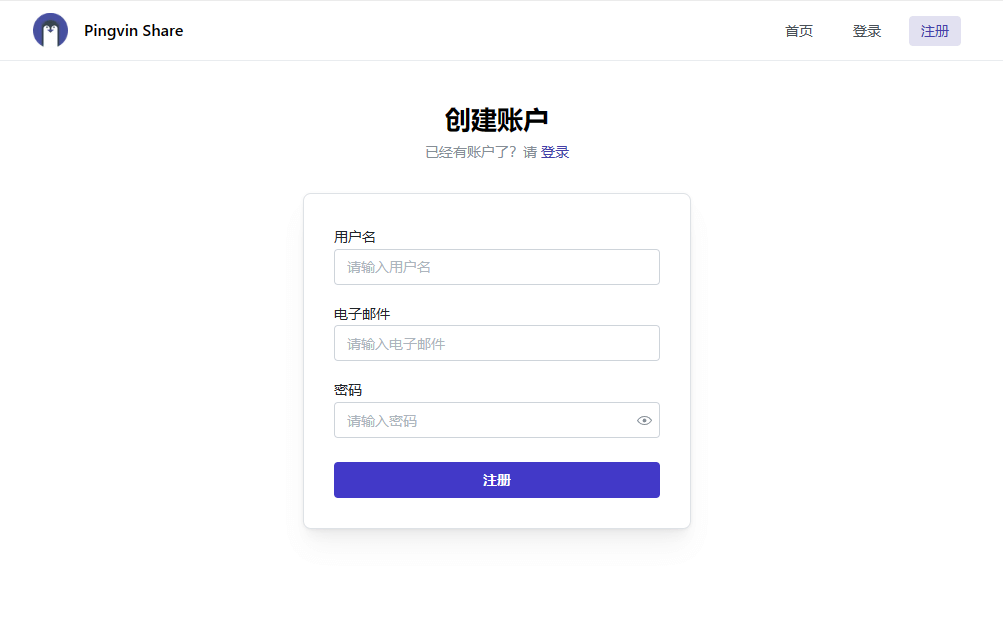 Pingvin Share 首页 登录 注册
创建账户
已经有账户了？请 登录
用户名
请输入用户名
电子邮件
请输入电子邮件
密码
请输入密码
注册